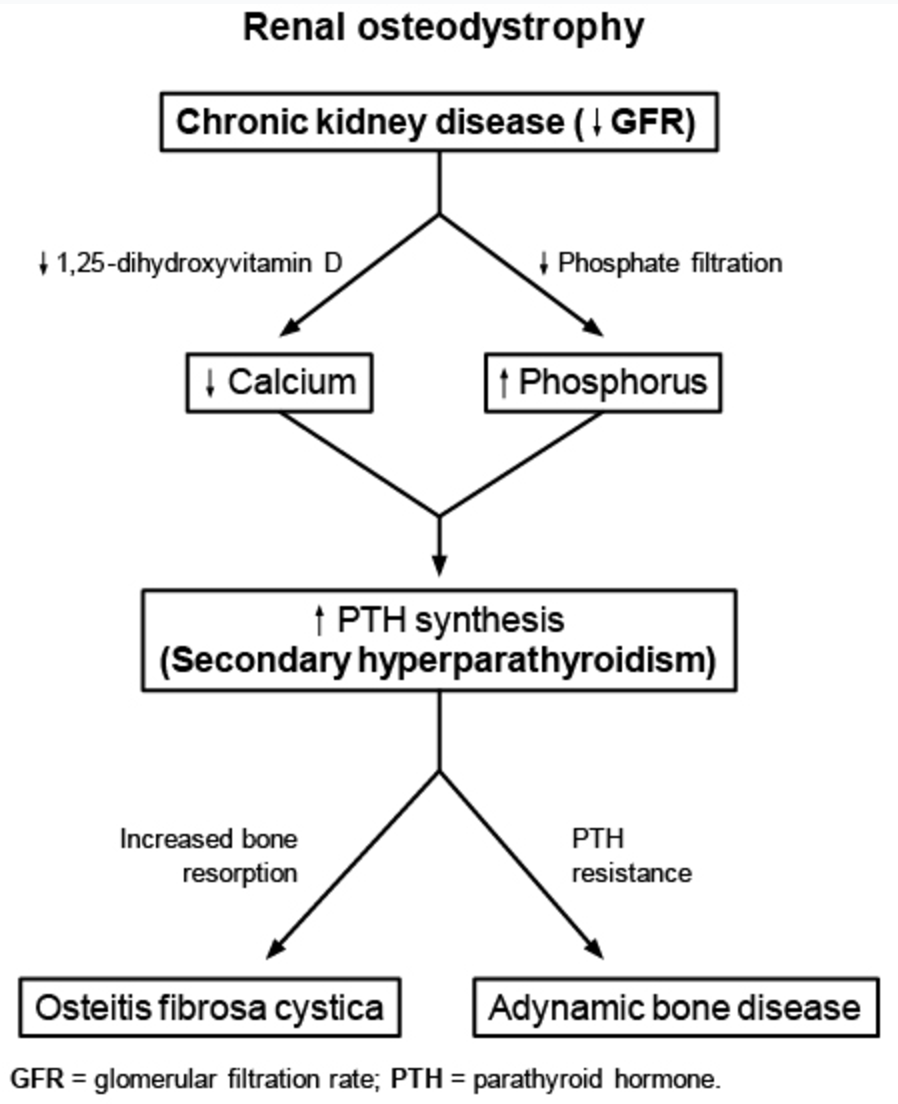 Renal osteodystrophy
Chronic kidney disease (↓ GFR)
↓ 1,25-dihydroxyvitamin D
↓ Phosphate filtration
↓ Calcium
↑ Phosphorus
↑ PTH synthesis
(Secondary hyperparathyroidism)
Increased bone
resorption
PTH
resistance
Osteitis fibrosa cystica
Adynamic bone disease
GFR = glomerular filtration rate; PTH = parathyroid hormone.